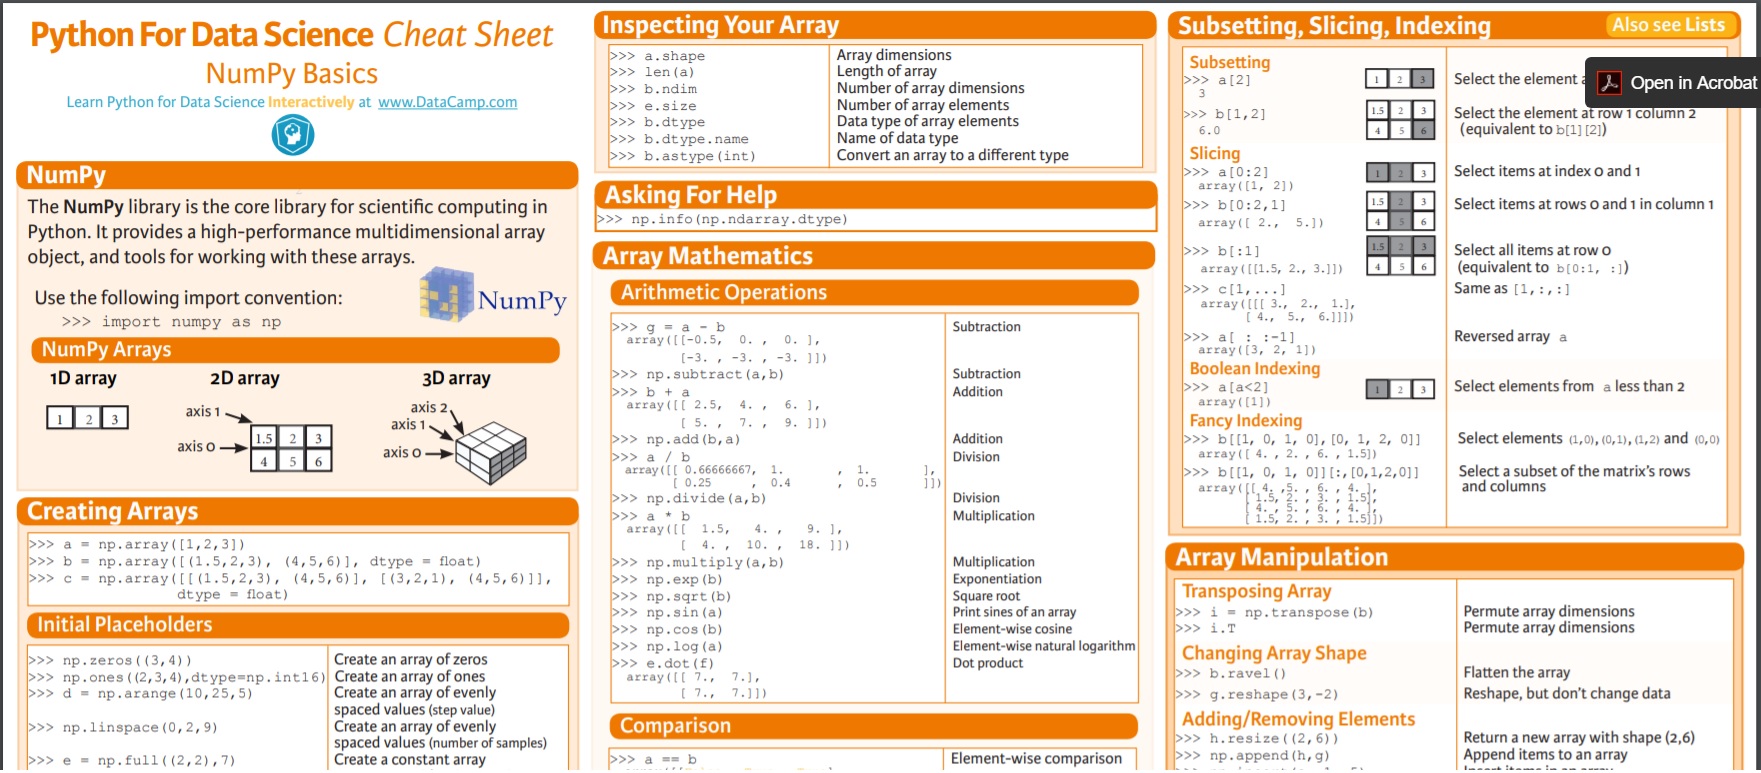 Python For Data Science Cheat Sheet
NumPy Basics
Learn Python for Data Science Interactively at www.DataCamp.com
NumPy
The NumPy library is the core library for scientific computing in
Python. It provides a high-performance multidimensional array
object, and tools for working with these arrays.
NumPy
Use the following import convention:
>>> import numpy as np
NumPy Arrays
1D array
2D array
3D array
1 2 3
axis 1
axis 0
1.5 2 3
4 5 6
axis 2
axis 1
axis 0
Creating Arrays
>>> a = np.array([1,2,3])
>>> b = np.array([(1.5,2,3), (4,5,6)], dtype = float)
>>> c = np.array([[(1.5,2,3), (4,5,6)], [(3,2,1), (4,5,6)]],
dtype = float)
Initial Placeholders
>>> np.zeros((3,4)) Create an array of zeros
>>> np.ones((2,3,4),dtype=np.int16) Create an array of ones
>>> d = np.arange(10,25,5) Create an array of evenly
spaced values (step value)
>>> np.linspace(0,2,9) Create an array of evenly
spaced values (number of samples)
>>> e = np.full((2,2),7) Create a constant array
Inspecting Your Array
>>> a.shape Array dimensions
>>> len(a) Length of array
>>> b.ndim Number of array dimensions
>>> e.size Number of array elements
>>> b.dtype Data type of array elements
>>> b.dtype.name Name of data type
>>> b.astype(int) Convert an array to a different type
Asking For Help
>>> np.info(np.ndarray.dtype)
Array Mathematics
Arithmetic Operations
>>> g = a - b Subtraction
array([[-0.5, 0. , 0. ],
[-3. , -3. , -3. ]])
>>> np.subtract(a,b) Subtraction
>>> b + a Addition
array([[ 2.5, 4. , 6. ],
[ 5. , 7. , 9. ]])
>>> np.add(b,a) Addition
>>> a / b Division
array([[ 0.66666667, 1. , 1. ],
[ 0.25 , 0.4 , 0.5 ]])
>>> np.divide(a,b) Division
>>> a * b Multiplication
array([[ 1.5, 4. , 9. ],
[ 4. , 10. , 18. ]])
>>> np.multiply(a,b) Multiplication
>>> np.exp(b) Exponentiation
>>> np.sqrt(b) Square root
>>> np.sin(a) Print sines of an array
>>> np.cos(b) Element-wise cosine
>>> np.log(a) Element-wise natural logarithm
>>> e.dot(f) Dot product
array([[ 7., 7.],
[ 7., 7.]])
Comparison
>>> a == b Element-wise comparison
Subsetting, Slicing, Indexing
Also see Lists
Subsetting
>>> a[2] 1 2 3 Select the element
3
Open in Acrobat
>>> b[1,2] 1.5 2 3 Select the element at row 1 column 2
6.0 4 5 6 (equivalent to b[1][2])
Slicing
>>> a[0:2] 1 2 3 Select items at index 0 and 1
array([1, 2])
>>> b[0:2,1] 1.5 2 3 Select items at rows 0 and 1 in column 1
array([ 2., 5.]) 4 5 6
>>> b[:1] 1.5 2 3 Select all items at row 0
array([[1.5, 2., 3.]]) 4 5 6 (equivalent to b[0:1, :])
>>> c[1,...] Same as [1,:,:]
array([[[ 3., 2., 1.],
[ 4., 5., 6.]]])
>>> a[ : :-1] Reversed array a
array([3, 2, 1])
Boolean Indexing
>>> a[a<2] 1 2 3 Select elements from a less than 2
array([1])
Fancy Indexing
>>> b[[1, 0, 1, 0],[0, 1, 2, 0]] Select elements (1,0),(0,1),(1,2) and (0,0)
array([ 4. , 2. , 6. , 1.5])
>>> b[[1, 0, 1, 0]][:,[0,1,2,0]] Select a subset of the matrix's rows
and columns
array([[ 4. ,5. , 6. , 4. ],
[ 1.5, 2. , 3. , 1.5],
[ 4. , 5. , 6. , 4. ],
[ 1.5, 2. , 3. , 1.5]])
Array Manipulation
Transposing Array
>>> i = np.transpose(b) Permute array dimensions
>>> i.T Permute array dimensions
Changing Array Shape
>>> b.ravel() Flatten the array
>>> g.reshape(3,-2) Reshape, but don't change data
Adding/Removing Elements
>>> h.resize((2,6)) Return a new array with shape (2,6)
>>> np.append(h,g) Append items to an array